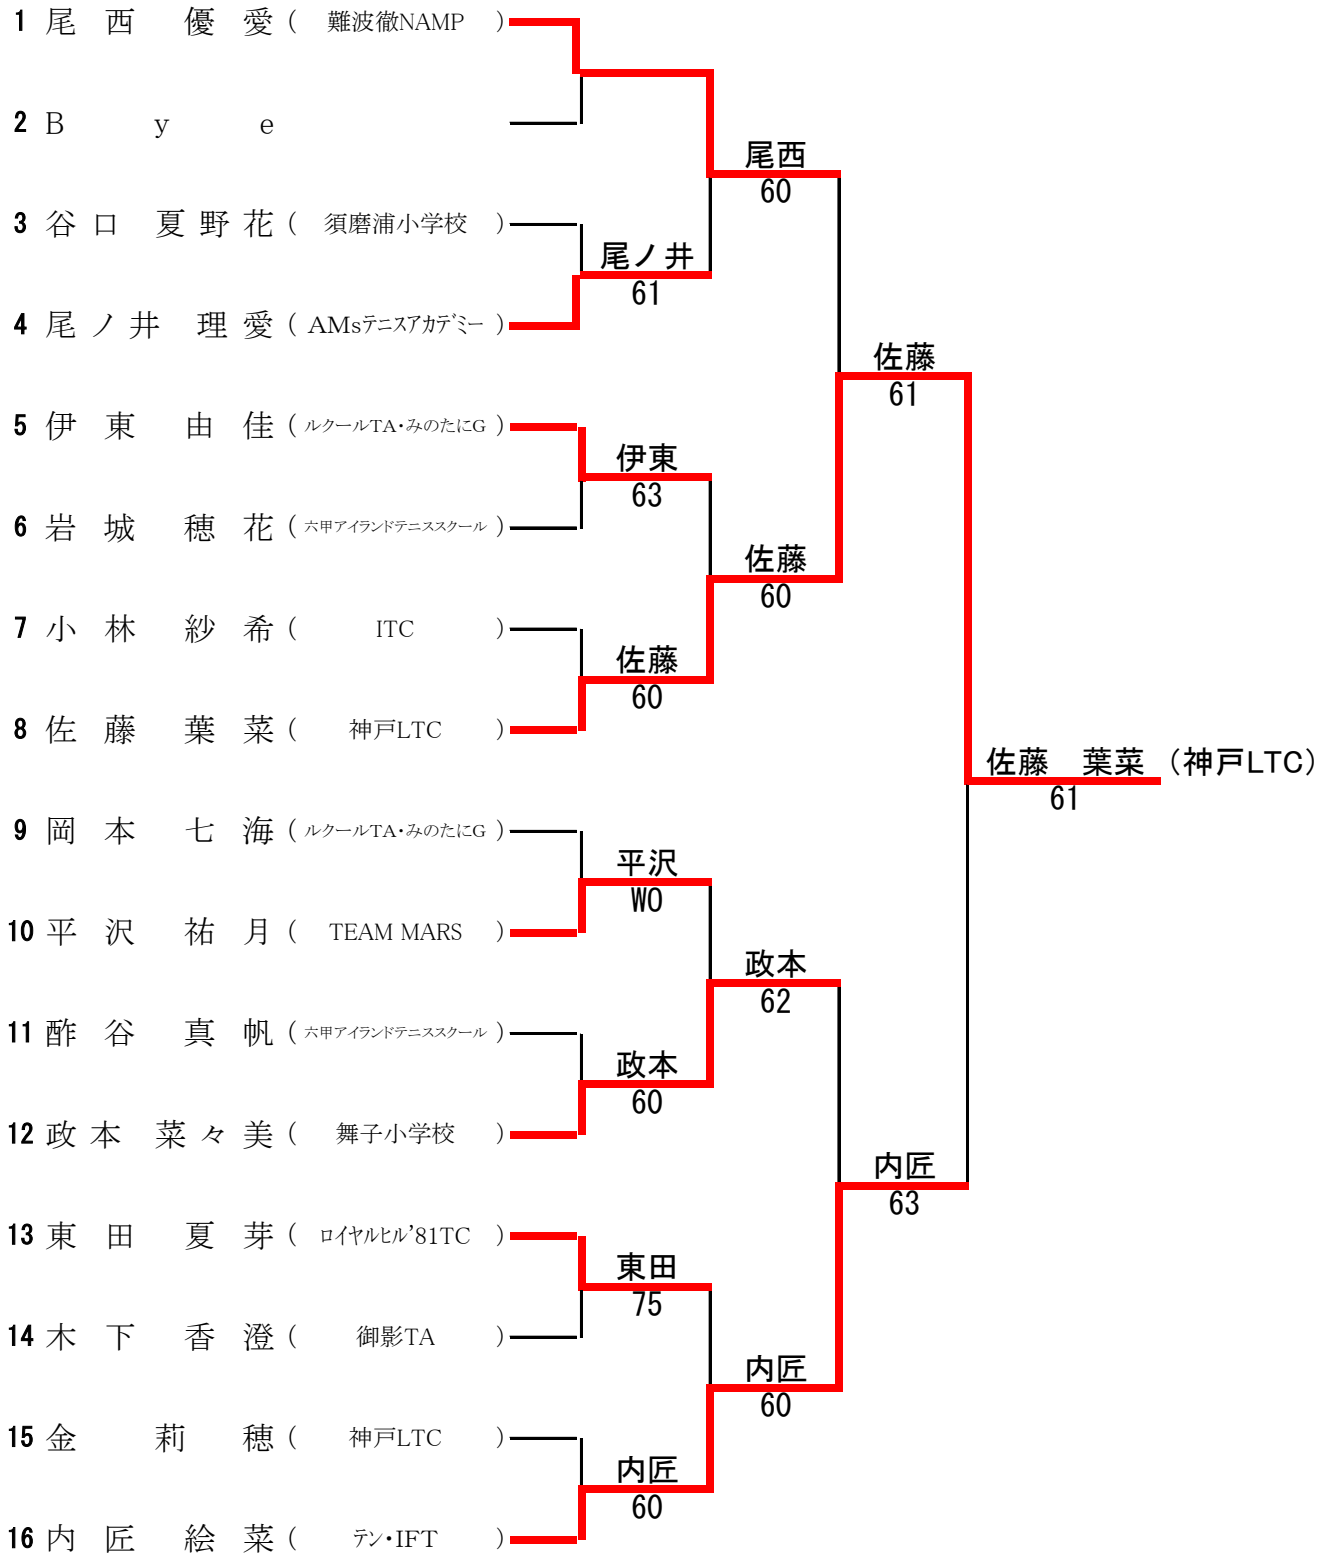 1 尾西 優愛 ( 難波徹NAMP )
2 Bye
尾西
60
3 谷口 夏野花 ( 須磨浦小学校 )
尾ノ井
61
4 尾ノ井 理愛 ( AMsテニスアカデミー )
佐藤
61
5 伊東 由佳 ( ルクールTA・みのたにG )
伊東
63
6 岩城 穂花 ( 六甲アイランドテニススクール )
佐藤
60
7 小林 紗希 ( ITC )
佐藤
60
8 佐藤 葉菜 ( 神戸LTC )
佐藤 葉菜 (神戸LTC)
61
9 岡本 七海 ( ルクールTA・みのたにG )
平沢
WO
10 平沢 祐月 ( TEAM MARS )
政本
62
11 酢谷 真帆 ( 六甲アイランドテニススクール )
政本
60
12 政本 菜々美 ( 舞子小学校 )
内匠
63
13 東田 夏芽 ( ロイヤルヒル'81TC )
東田
75
14 木下 香澄 ( 御影TA )
内匠
60
15 金 莉穂 ( 神戸LTC )
内匠
60
16 内匠 絵菜 ( テン・IFT )